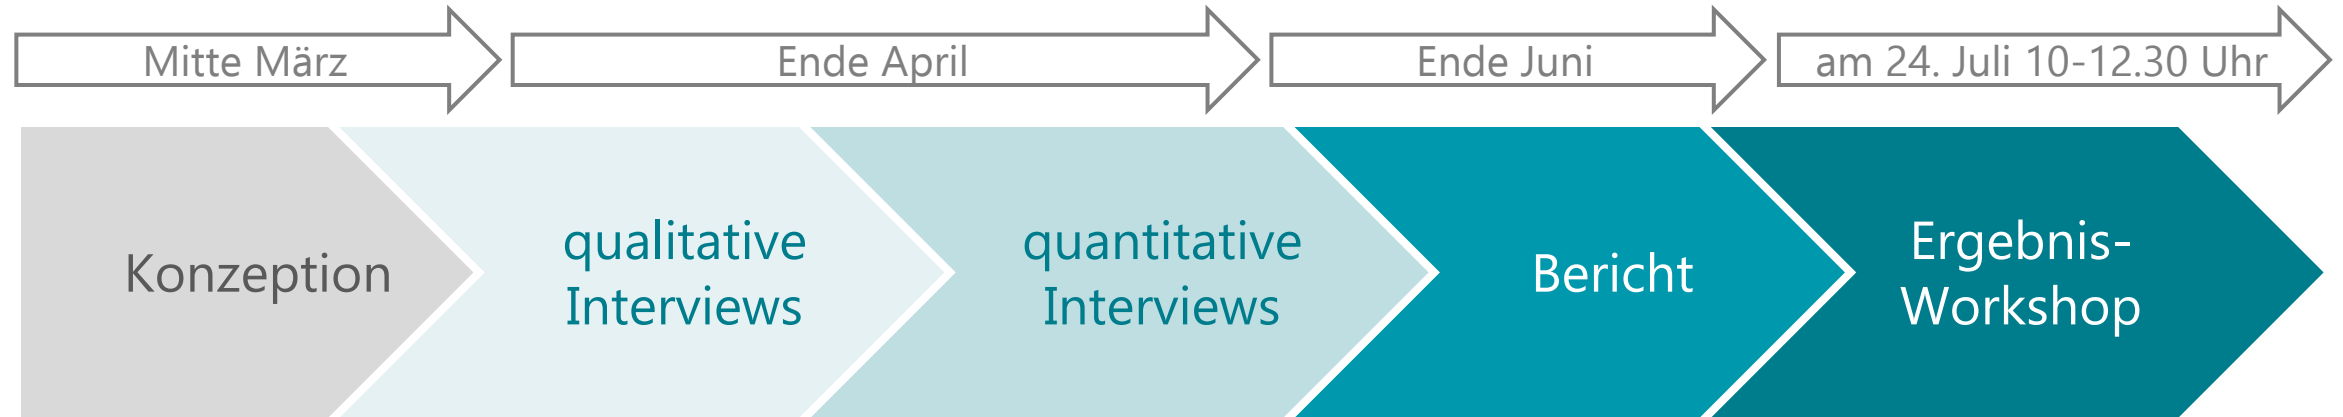 Mitte März
Ende April
Ende Juni
am 24. Juli 10-12.30 Uhr
Konzeption
qualitative
Interviews
quantitative
Interviews
Bericht
Ergebnis-
Workshop